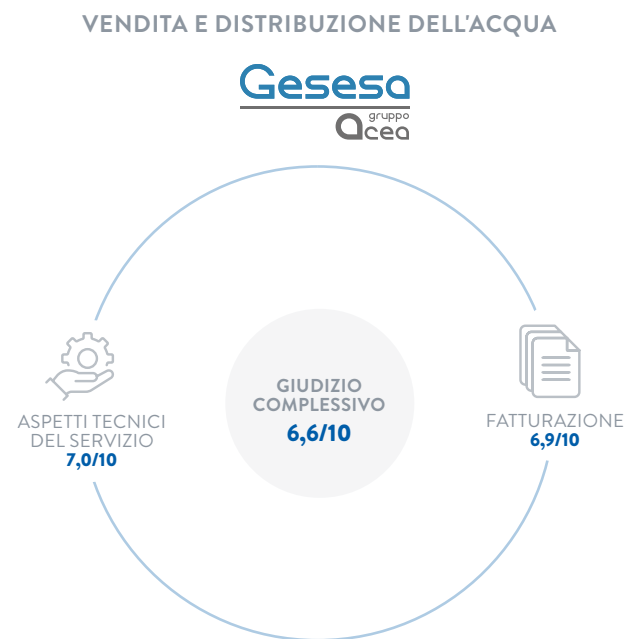 VENDITA E DISTRIBUZIONE DELL'ACQUA
Gesesa
gruppo
acea
ASPETTI TECNICI
DEL SERVIZIO
7,0/10
GIUDIZIO
COMPLESSIVO
6,6/10
FATTURAZIONE
6,9/10